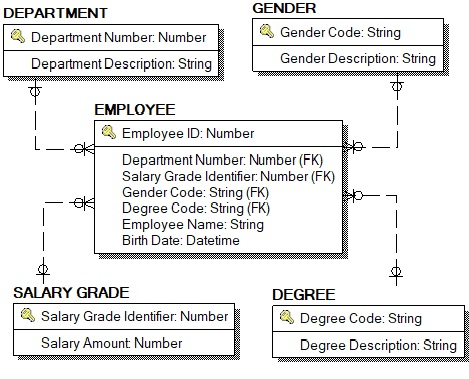 DEPARTMENT
Department Number: Number
Department Description: String
GENDER
Gender Code: String
Gender Description: String
EMPLOYEE
Employee ID: Number
Department Number: Number (FK)
Salary Grade Identifier: Number (FK)
Gender Code: String (FK)
Degree Code: String (FK)
Employee Name: String
Birth Date: Datetime
SALARY GRADE
Salary Grade Identifier: Number
Salary Amount: Number
DEGREE
Degree Code: String
Degree Description: String